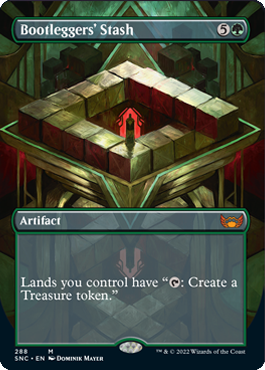 Bootleggers' Stash 5
Artifact
Lands you control have “: Create a
Treasure token.”
288 M
SNC • EN DOMINIK MAYER ™ & © 2022 Wizards of the Coast